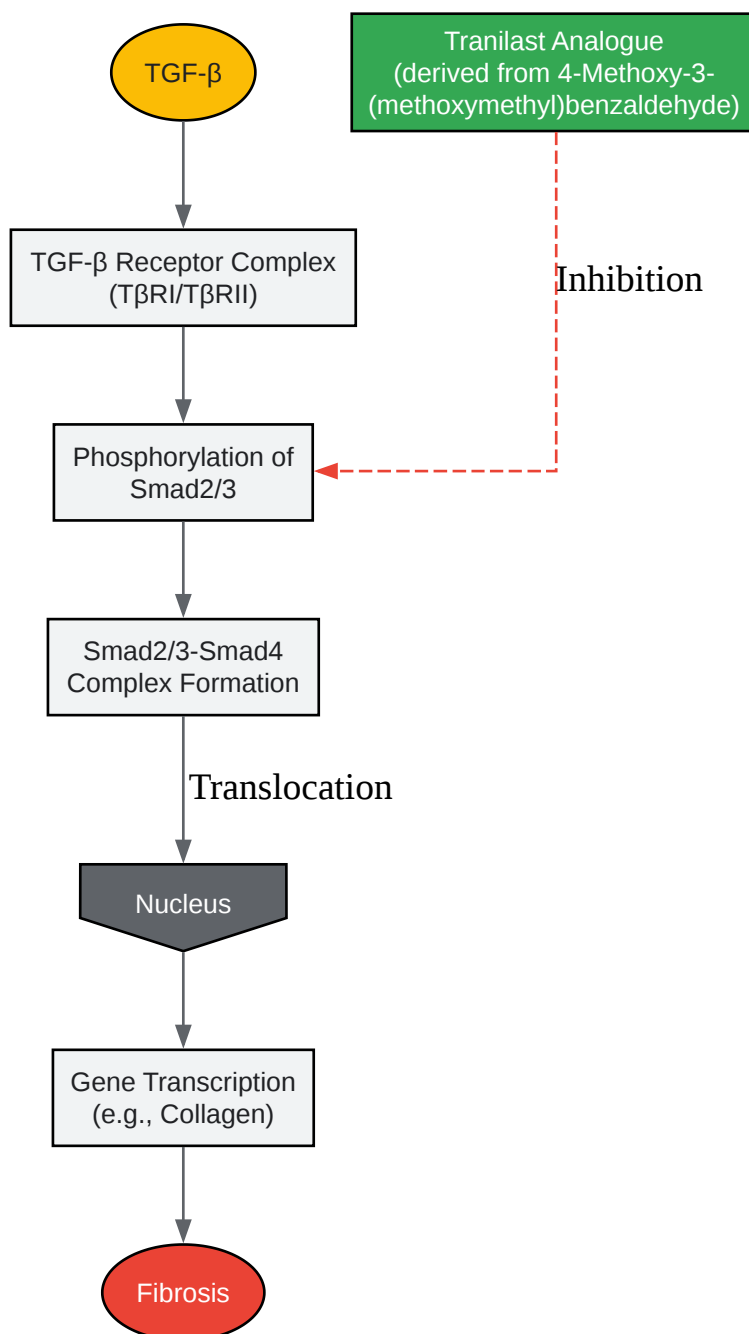 TGF-β
Tranilast Analogue
(derived from 4-Methoxy-3-
(methoxymethyl)benzaldehyde)
TGF-β Receptor Complex
(TβRI/TβRII)
Inhibition
Phosphorylation of
Smad2/3
Smad2/3-Smad4
Complex Formation
Translocation
Nucleus
Gene Transcription
(e.g., Collagen)
Fibrosis